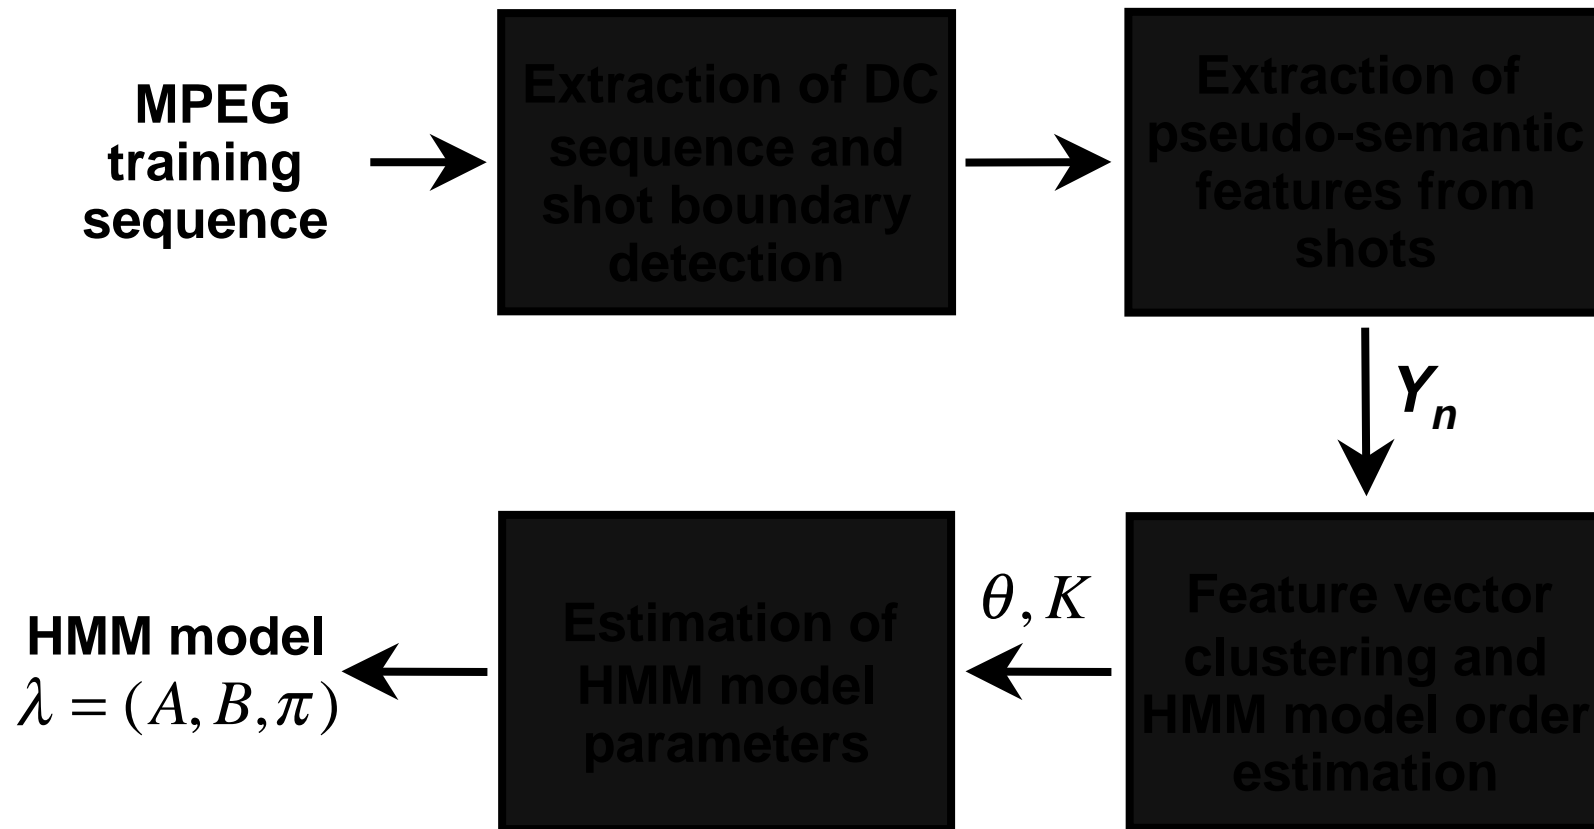 MPEG
training
sequence
Extraction of DC
sequence and
shot boundary
detection
Extraction of
pseudo-semantic
features from
shots
Yₙ
Feature vector
clustering and
HMM model order
estimation
θ, K
Estimation of
HMM model
parameters
HMM model
λ = (A, B, π)